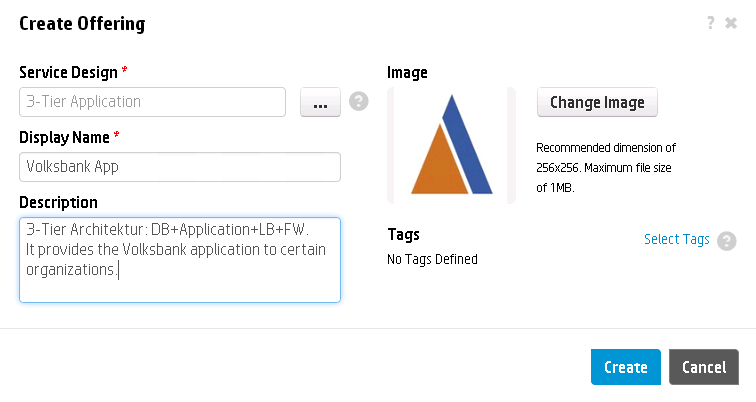 Create Offering
? ✖
Service Design *
3-Tier Application
...
?
Display Name *
Volksbank App
Description
3-Tier Architektur: DB+Application+LB+FW.
It provides the Volksbank application to certain
organizations.
Image
Change Image
Recommended dimension of
256x256. Maximum file size
of 1MB.
Tags
Select Tags ?
No Tags Defined
Create
Cancel